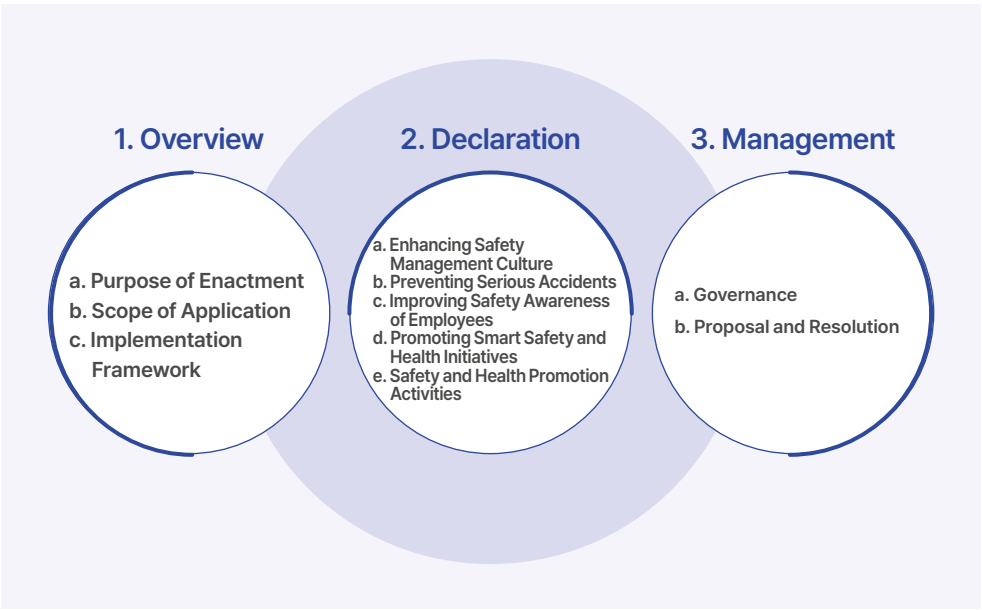 1. Overview
a. Purpose of Enactment
b. Scope of Application
c. Implementation
Framework
2. Declaration
a. Enhancing Safety
Management Culture
b. Preventing Serious Accidents
c. Improving Safety Awareness
of Employees
d. Promoting Smart Safety and
Health Initiatives
e. Safety and Health Promotion
Activities
3. Management
a. Governance
b. Proposal and Resolution